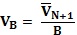 V_B = V̅_{N+1} / B